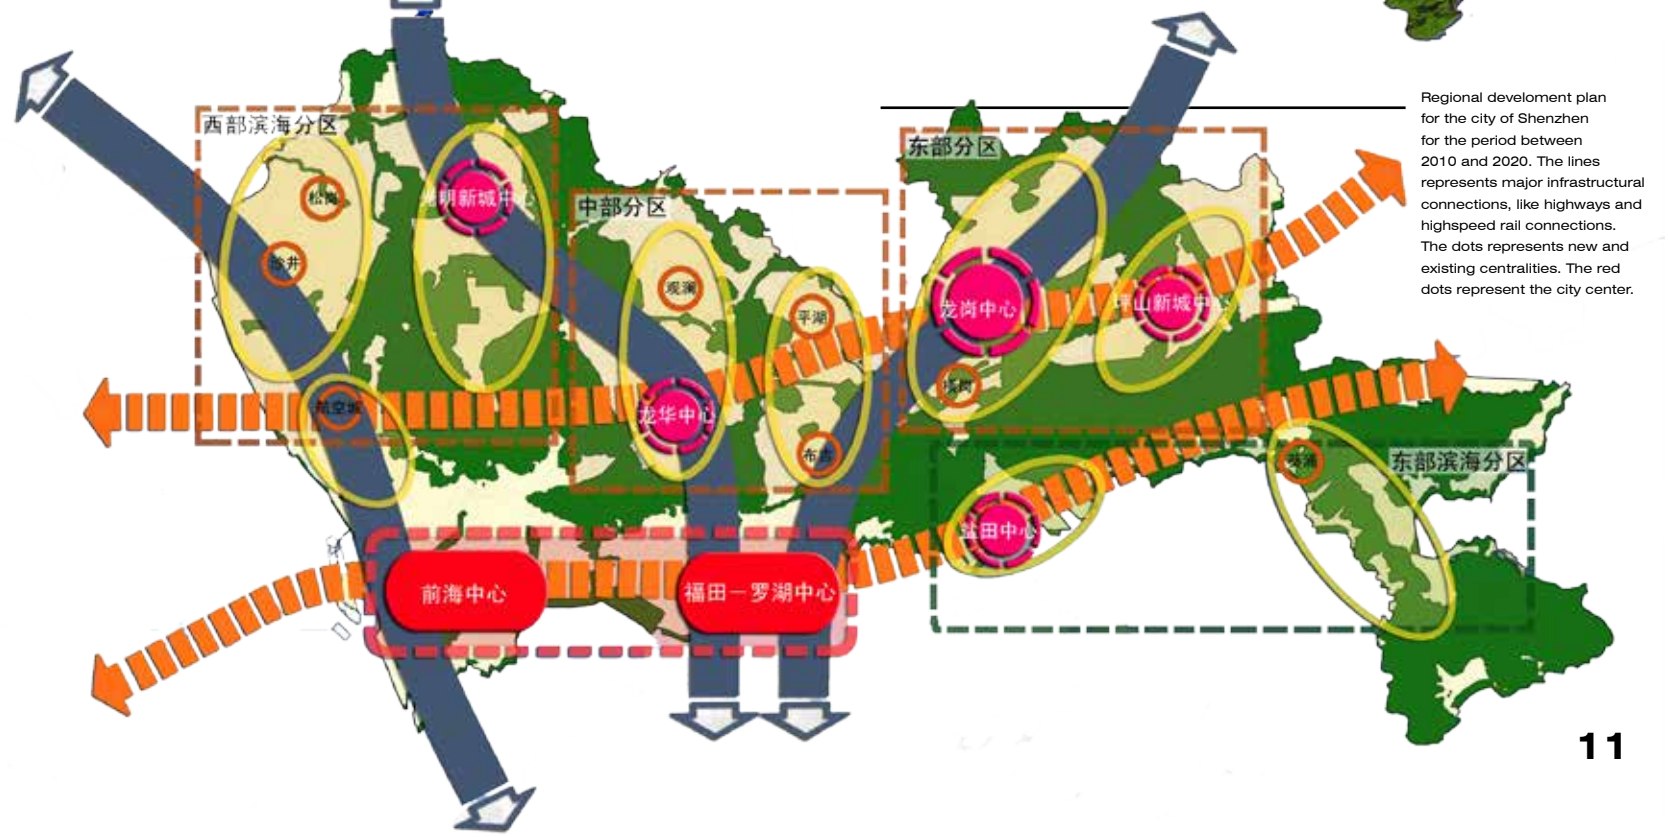 西部滨海分区
松岗
光明新城中心
中部分区
观澜
平湖
龙华中心
航空城
布吉
东部分区
龙岗中心
坪山新城中心
横岗
盐田中心
葵涌
东部滨海分区
前海中心
福田－罗湖中心
Regional develoment plan
for the city of Shenzhen
for the period between
2010 and 2020. The lines
represents major infrastructural
connections, like highways and
highspeed rail connections.
The dots represents new and
existing centralities. The red
dots represent the city center.
11